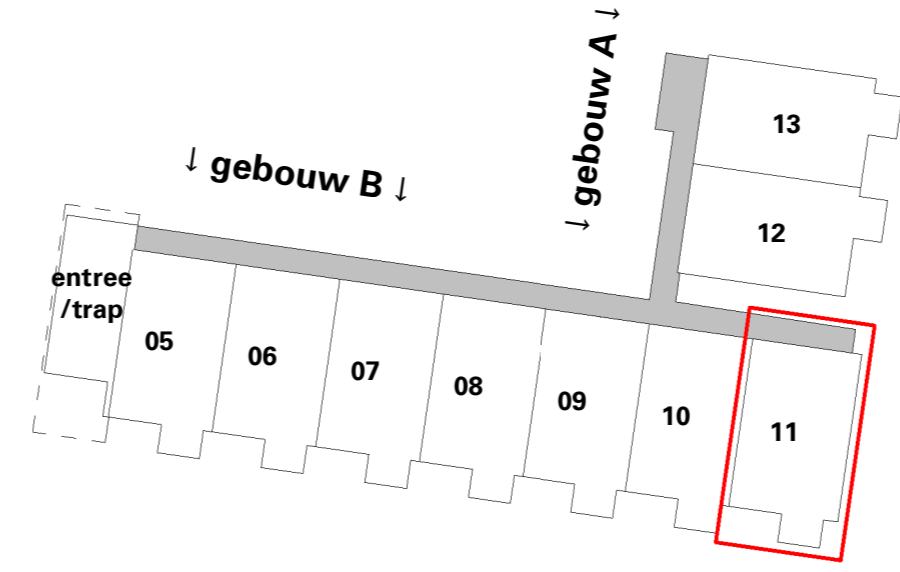 → gebouw A →
↓ gebouw B ↓
13
12
entree
/trap
05
06
07
08
09
10
11